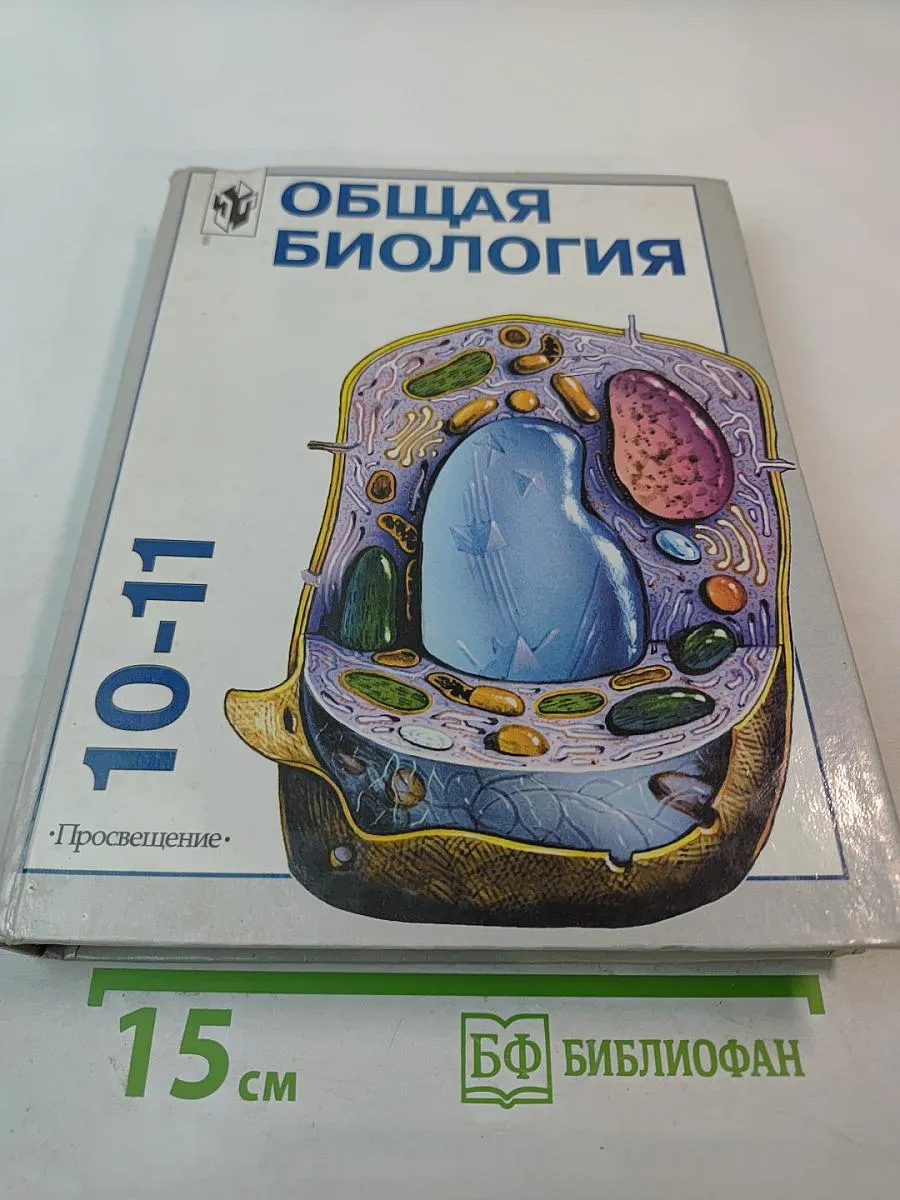 ОБЩАЯ
БИОЛОГИЯ
10-11
·Просвещение·
15 см
БФ БИБЛИОФАН